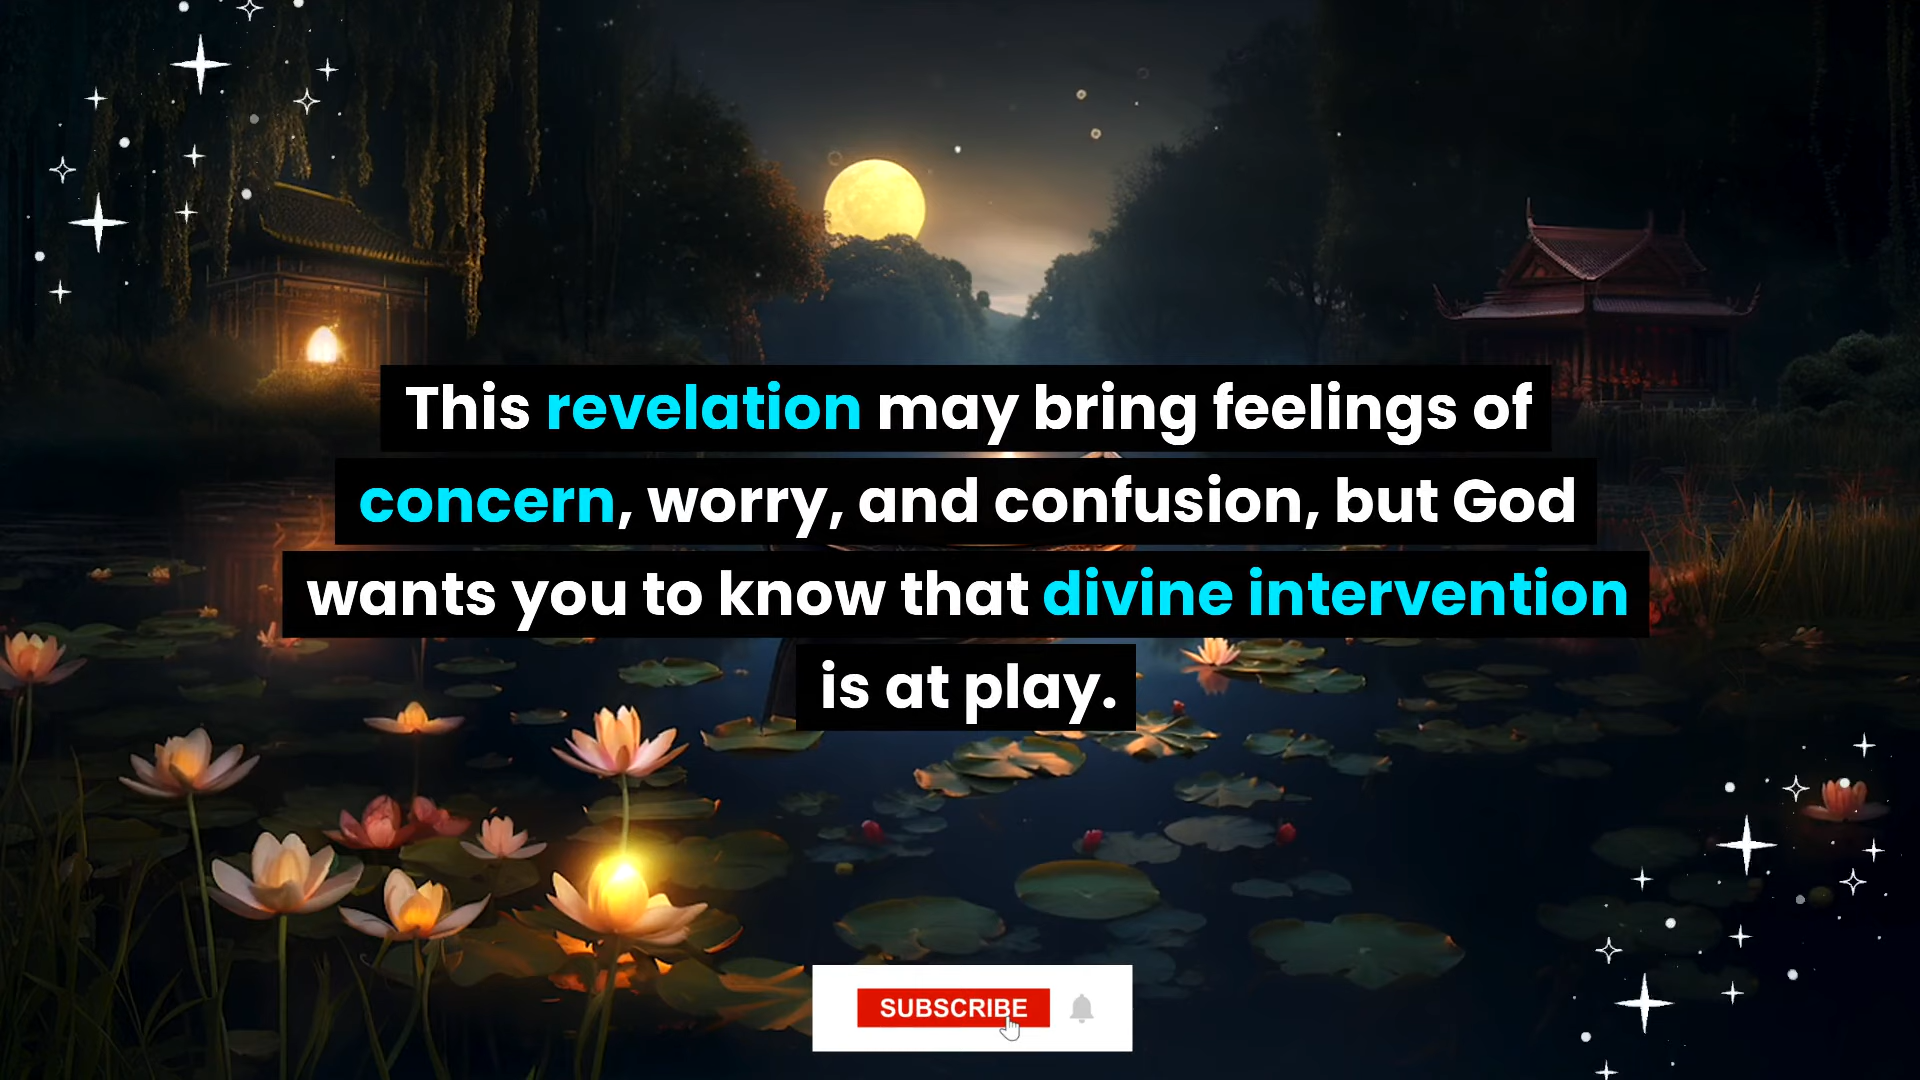 This revelation may bring feelings of
concern, worry, and confusion, but God
wants you to know that divine intervention
is at play.
SUBSCRIBE